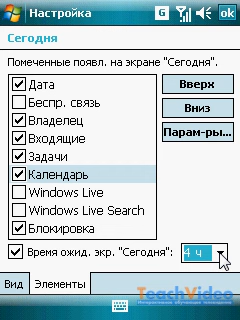 Настройка G ok
Сегодня
Помеченные появл. на экране "Сегодня".
Дата
Беспр. связь
Владелец
Входящие
Задачи
Календарь
Windows Live
Windows Live Search
Блокировка
Вверх
Вниз
Парам-ры...
Время ожид. экр. "Сегодня": 4 ч
Вид Элементы
TeachVideo